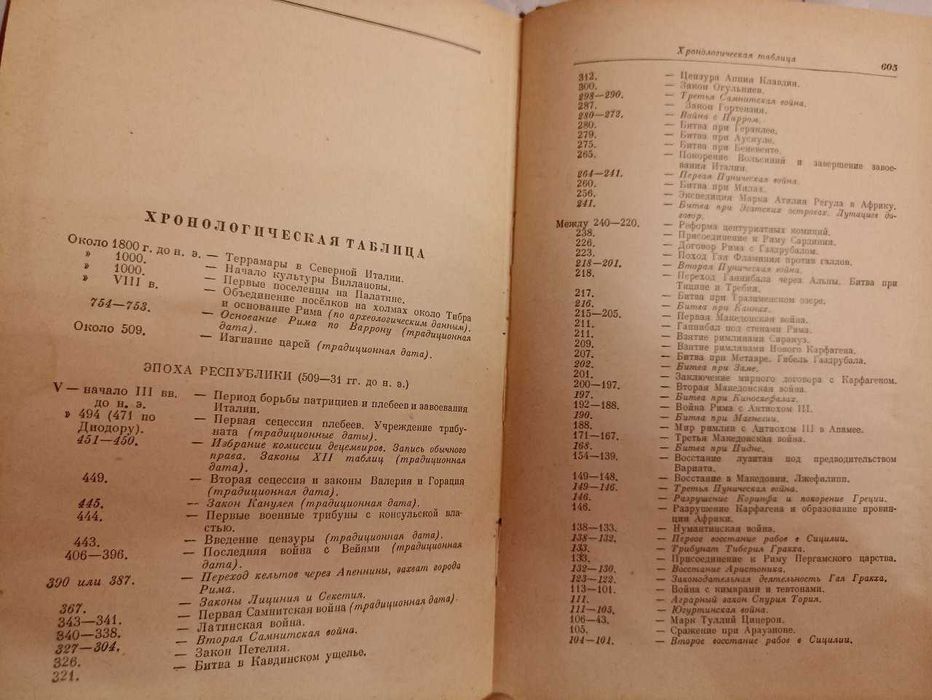 ХРОНОЛОГИЧЕСКАЯ ТАБЛИЦА
Около 1800 г. до н. э. — Террамары в Северной Италии.
» 1000. — Начало культуры Виллановы.
» 1000. — Первые поселенцы на Палатине.
» VIII в. — Объединение посёлков на холмах около Тибра
и основание Рима (по археологическим данным).
754—753. — Основание Рима по Варрону (традиционная
дата).
Около 509. — Изгнание царей (традиционная дата).
ЭПОХА РЕСПУБЛИКИ (509—31 гг. до н. э.)
V — начало III вв. — Период борьбы патрициев и плебеев и завоевания
до н. э. Италии.
» 494 (471 по — Первая сецессия плебеев. Учреждение трибу-
Диодору). ната (традиционные даты).
451—450. — Избрание комиссии децемвиров. Запись обычного
права. Законы XII таблиц (традиционная
дата).
449. — Вторая сецессия и законы Валерия и Горация
(традиционная дата).
445. — Закон Канулея (традиционная дата).
444. — Первые военные трибуны с консульской вла-
стью.
443. — Введение цензуры (традиционная дата).
406—396. — Последняя война с Вейями (традиционная
дата).
390 или 387. — Переход кельтов через Апеннины, захват города
Рима.
367. — Законы Лициния и Секстия.
343—341. — Первая Самнитская война (традиционная дата).
340—338. — Латинская война.
327—304. — Вторая Самнитская война.
326. — Закон Петелия.
321. — Битва в Кавдинском ущелье.
Хронологическая таблица 605
312. — Цензура Аппия Клавдия.
300. — Закон Огульниев.
298—290. — Третья Самнитская война.
287. — Закон Гортензия.
280—272. — Война с Пирром.
280. — Битва при Гераклее.
279. — Битва при Аускуле.
275. — Битва при Беневенте.
265. — Покорение Вольсиний и завершение завое-
вания Италии.
264—241. — Первая Пуническая война.
260. — Битва при Милах.
256. — Экспедиция Марка Атилия Регула в Африку.
241. — Битва при Эгатских островах. Лутациев до-
говор.
Между 240—220. — Реформа центуриатных комиций.
238. — Присоединение к Риму Сардинии.
226. — Договор Рима с Газдрубалом.
223. — Поход Гая Фламиния против галлов.
218—201. — Вторая Пуническая война.
218. — Переход Ганнибала через Альпы. Битва при
Тицине и Требии.
217. — Битва при Тразименском озере.
216. — Битва при Каннах.
215—205. — Первая Македонская война.
211. — Ганнибал под стенами Рима.
211. — Взятие римлянами Сиракуз.
209. — Взятие римлянами Нового Карфагена.
207. — Битва при Метавре. Гибель Газдрубала.
202. — Битва при Заме.
201. — Заключение мирного договора с Карфагеном.
200—197. — Вторая Македонская война.
197. — Битва при Киноскефалах.
192—188. — Война Рима с Антиохом III.
190. — Битва при Магнезии.
188. — Мир римлян с Антиохом III в Апамее.
171—167. — Третья Македонская война.
168. — Битва при Пидне.
154—139. — Восстание лузитан под предводительством
Вариата.
149—148. — Восстание в Македонии. Лжефилипп.
149—146. — Третья Пуническая война.
146. — Разрушение Коринфа и покорение Греции.
146. — Разрушение Карфагена и образование провин-
ции Африки.
138—133. — Нумантинская война.
138—132. — Первое восстание рабов в Сицилии.
133. — Трибунат Тиберия Гракха.
133. — Присоединение к Риму Пергамского царства.
132—130. — Восстание Аристоника.
123—122. — Законодательная деятельность Гая Гракха,
113—101. — Война с кимврами и тевтонами.
111. — Аграрный закон Спурия Тория.
111—105. — Югуртинская война.
106—43. — Марк Туллий Цицерон.
105. — Сражение при Араузионе.
104—101. — Второе восстание рабов в Сицилии.